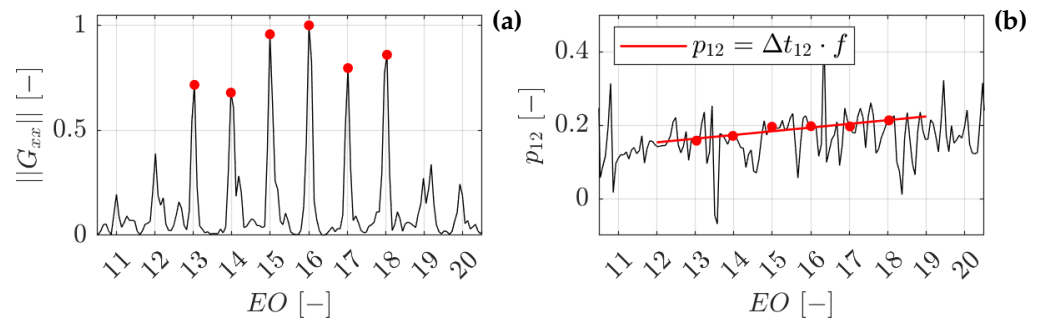 (a)
||G_xx|| [−]
1
0.5
0
11 12 13 14 15 16 17 18 19 20
EO [−]
(b)
p_12 = Δt_12 · f
p_12 [−]
0.4
0.2
0
11 12 13 14 15 16 17 18 19 20
EO [−]